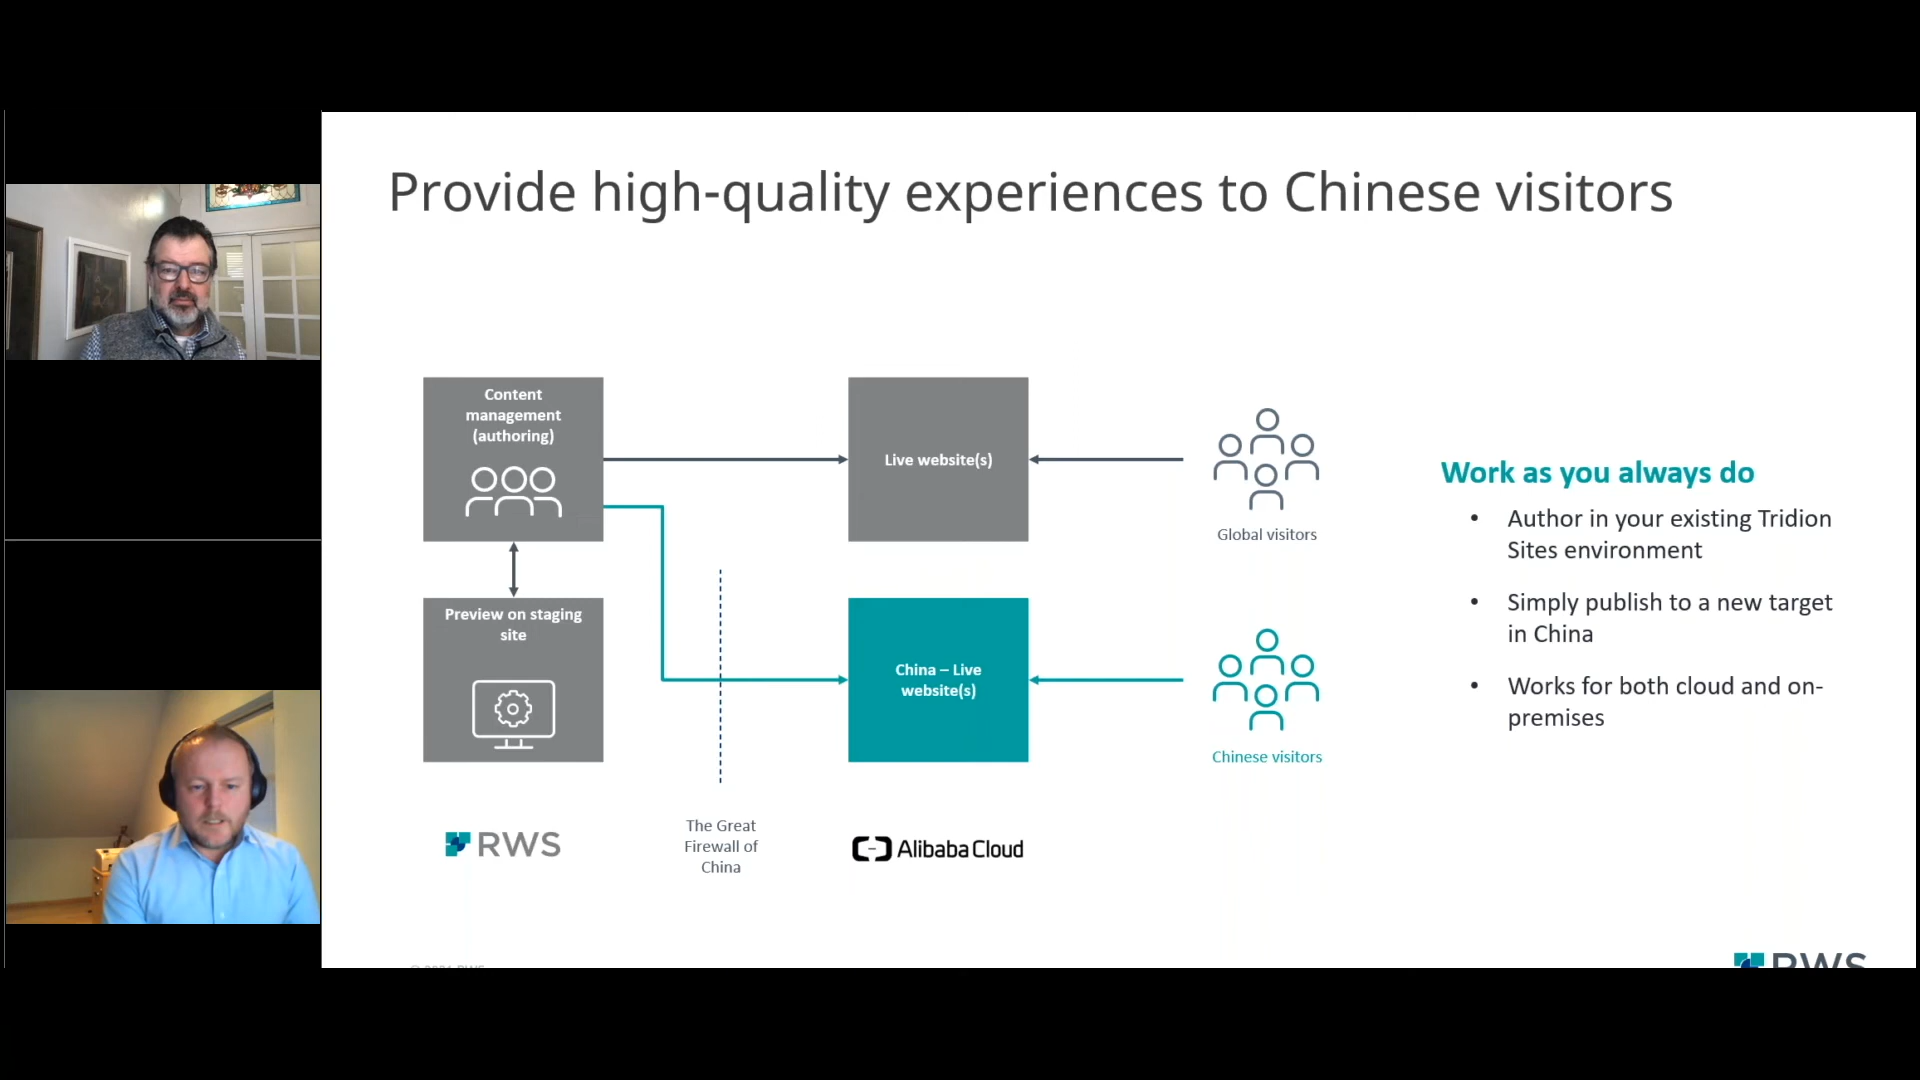 Provide high-quality experiences to Chinese visitors
Content
management
(authoring)
Live website(s)
Global visitors
Preview on staging
site
China – Live
website(s)
Chinese visitors
Work as you always do
• Author in your existing Tridion
Sites environment
• Simply publish to a new target
in China
• Works for both cloud and on-
premises
RWS
The Great
Firewall of
China
Alibaba Cloud
RWS